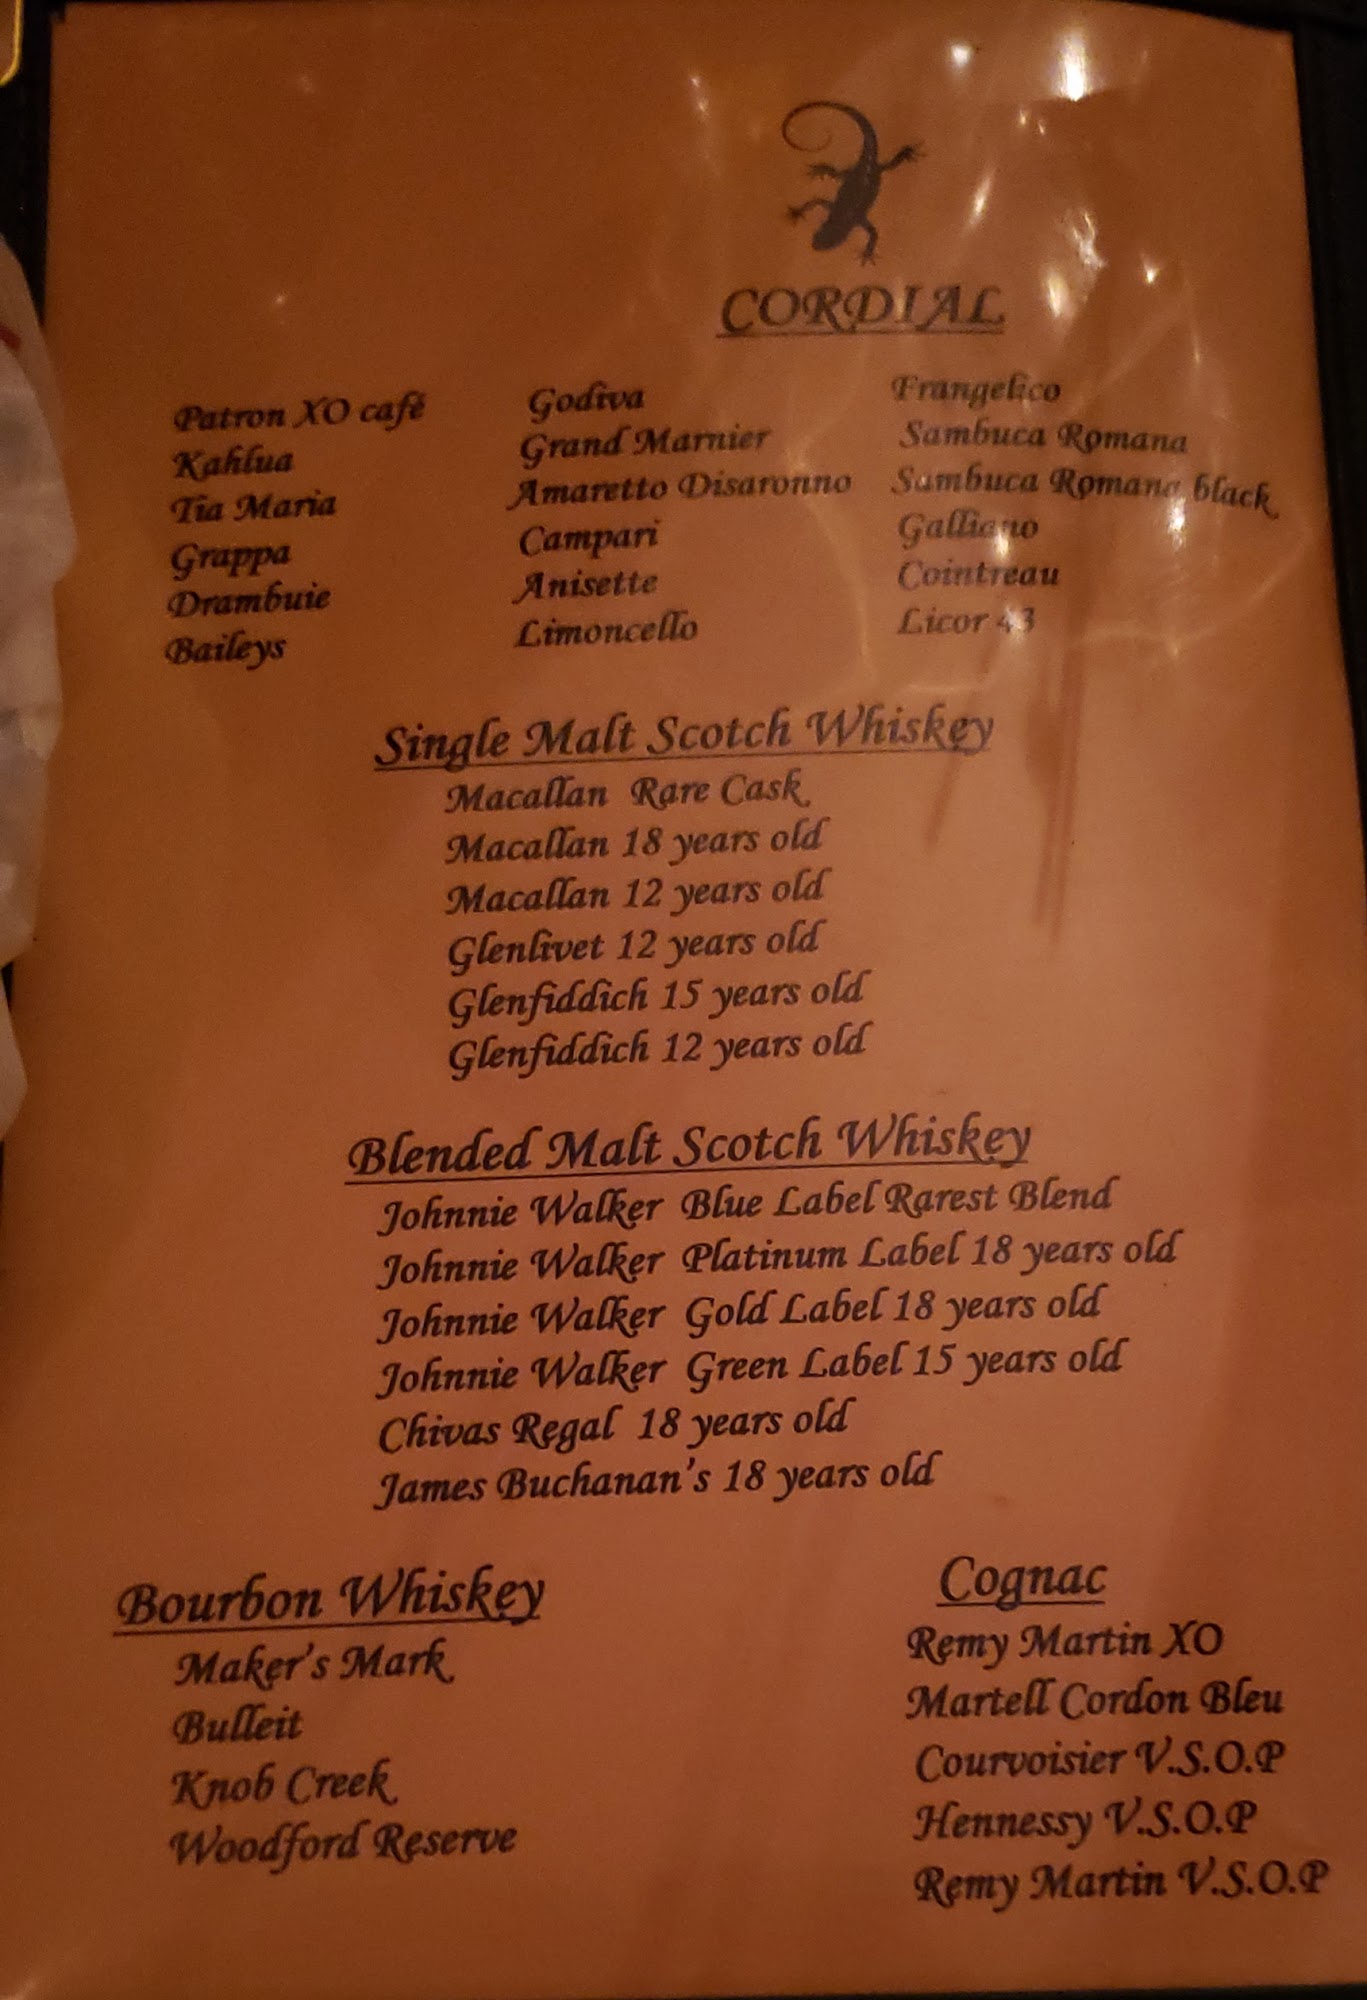 CORDIAL
Patron XO café
Kahlua
Tia Maria
Grappa
Drambuie
Baileys
Godiva
Grand Marnier
Amaretto Disaronno
Campari
Anisette
Limoncello
Frangelico
Sambuca Romana
Sambuca Romana black
Galliano
Cointreau
Licor 43
Single Malt Scotch Whiskey
Macallan Rare Cask
Macallan 18 years old
Macallan 12 years old
Glenlivet 12 years old
Glenfiddich 15 years old
Glenfiddich 12 years old
Blended Malt Scotch Whiskey
Johnnie Walker Blue Label Rarest Blend
Johnnie Walker Platinum Label 18 years old
Johnnie Walker Gold Label 18 years old
Johnnie Walker Green Label 15 years old
Chivas Regal 18 years old
James Buchanan's 18 years old
Bourbon Whiskey
Maker's Mark
Bulleit
Knob Creek
Woodford Reserve
Cognac
Remy Martin XO
Martell Cordon Bleu
Courvoisier V.S.O.P
Hennessy V.S.O.P
Remy Martin V.S.O.P